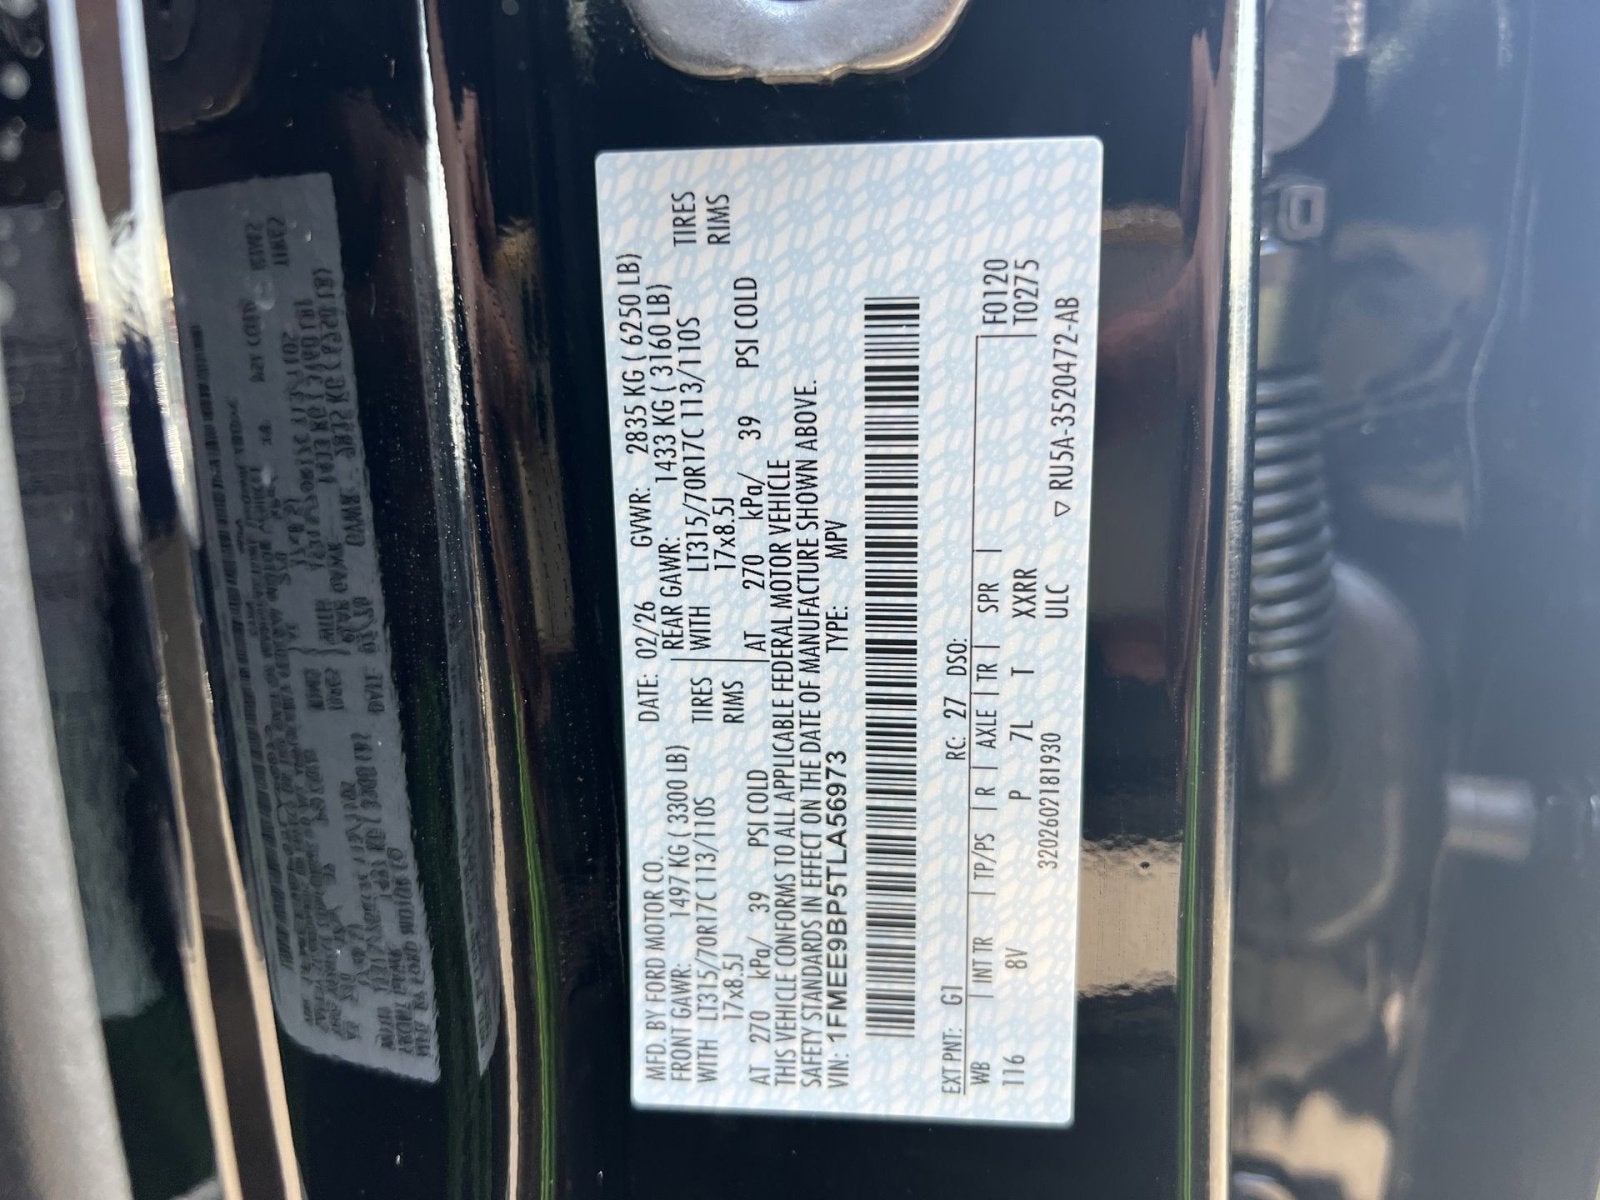 MFD. BY FORD MOTOR CO. DATE: 02/26 GVWR: 2835 KG ( 6250 LB)
FRONT GAWR: 1497 KG ( 3300 LB) REAR GAWR: 1433 KG ( 3160 LB)
WITH LT315/70R17C 113/110S TIRES WITH LT315/70R17C 113/110S TIRES
17x8.5J RIMS 17x8.5J RIMS
AT 270 kPa/ 39 PSI COLD AT 270 kPa/ 39 PSI COLD
THIS VEHICLE CONFORMS TO ALL APPLICABLE FEDERAL MOTOR VEHICLE
SAFETY STANDARDS IN EFFECT ON THE DATE OF MANUFACTURE SHOWN ABOVE.
VIN: 1FMEE9BP5TLA56973 TYPE: MPV
EXT PNT: G1 RC: 27 DSO: F0120
WB INT TR TP/PS R AXLE TR SPR T0275
116 8V P 7L T XXRR
320260218193​0 ULC ▽ RU5A-3520472-AB